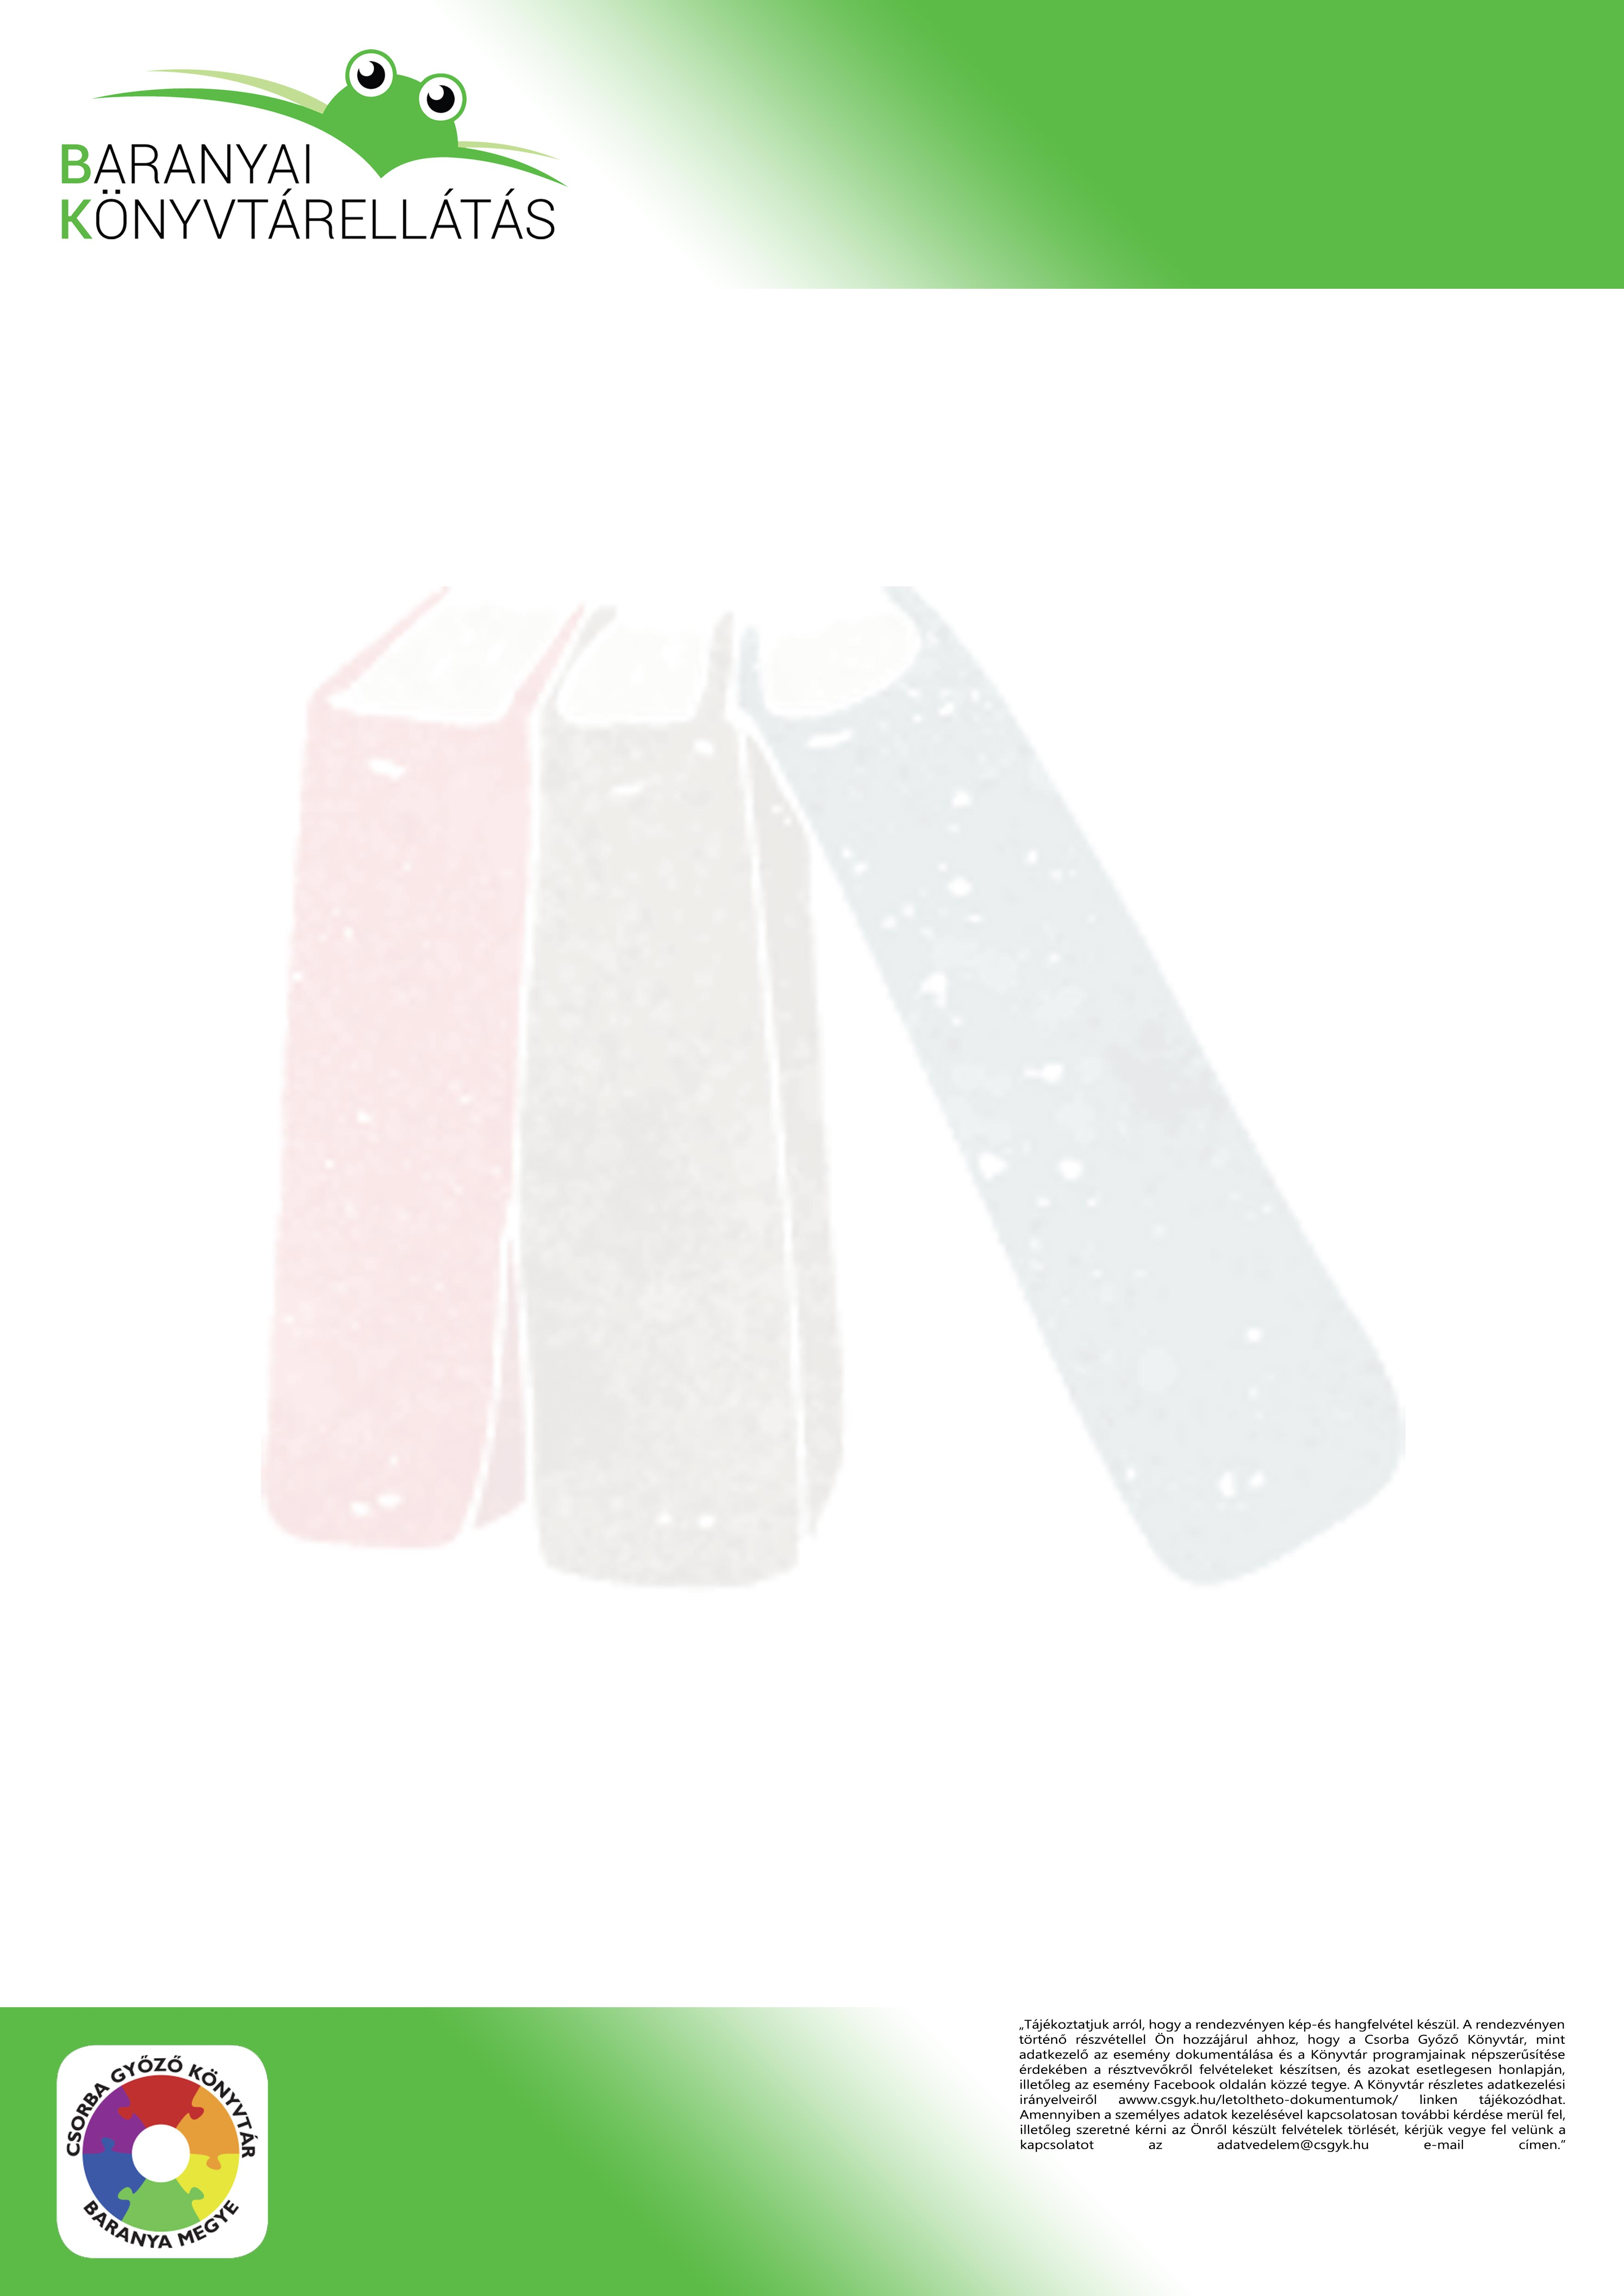 BARANYAI
KÖNYVTÁRELLÁTÁS
„Tájékoztatjuk arról, hogy a rendezvényen kép-és hangfelvétel készül. A rendezvényen
történő részvétellel Ön hozzájárul ahhoz, hogy a Csorba Győző Könyvtár, mint
adatkezelő az esemény dokumentálása és a Könyvtár programjainak népszerűsítése
érdekében a résztvevőkről felvételeket készítsen, és azokat esetlegesen honlapján,
illetőleg az esemény Facebook oldalán közzé tegye. A Könyvtár részletes adatkezelési
irányelveiről awww.csgyk.hu/letoltheto-dokumentumok/ linken tájékozódhat.
Amennyiben a személyes adatok kezelésével kapcsolatosan további kérdése merül fel,
illetőleg szeretné kérni az Önről készült felvételek törlését, kérjük vegye fel velünk a
kapcsolatot az adatvedelem@csgyk.hu e-mail címen.”
CSORBA GYŐZŐ KÖNYVTÁR
BARANYA MEGYE